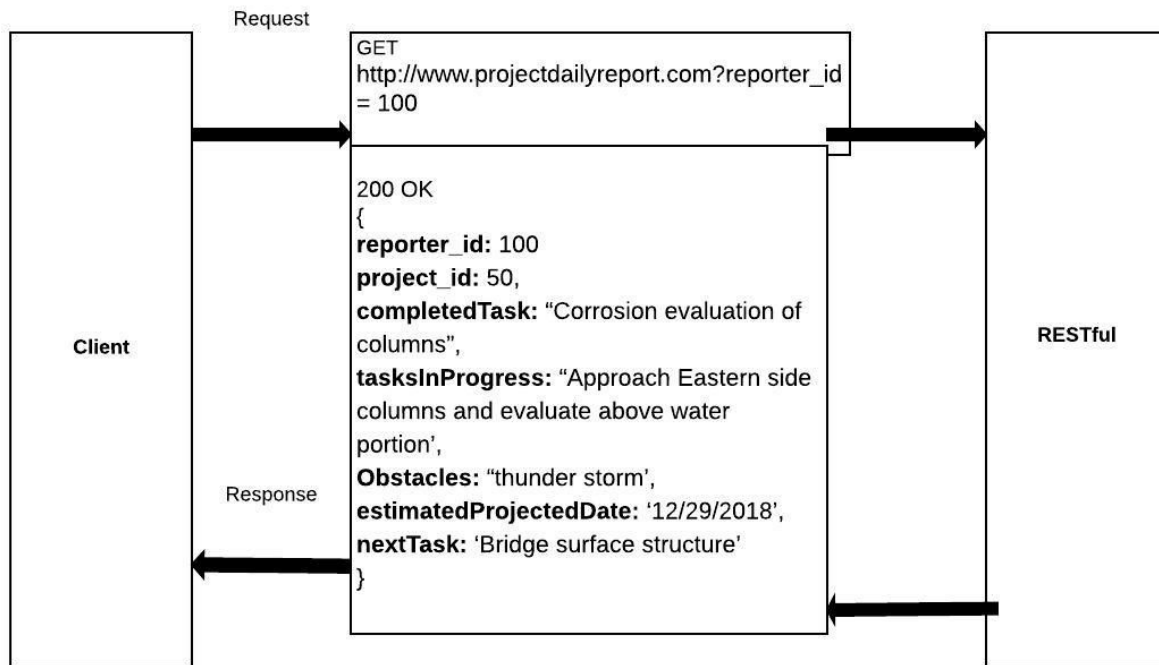 Request
GET
http://www.projectdailyreport.com?reporter_id
= 100
200 OK
{
reporter_id: 100
project_id: 50,
completedTask: “Corrosion evaluation of
columns”,
tasksInProgress: “Approach Eastern side
columns and evaluate above water
portion’,
Obstacles: “thunder storm’,
estimatedProjectedDate: ‘12/29/2018’,
nextTask: ‘Bridge surface structure’
}
Client
Response
RESTful